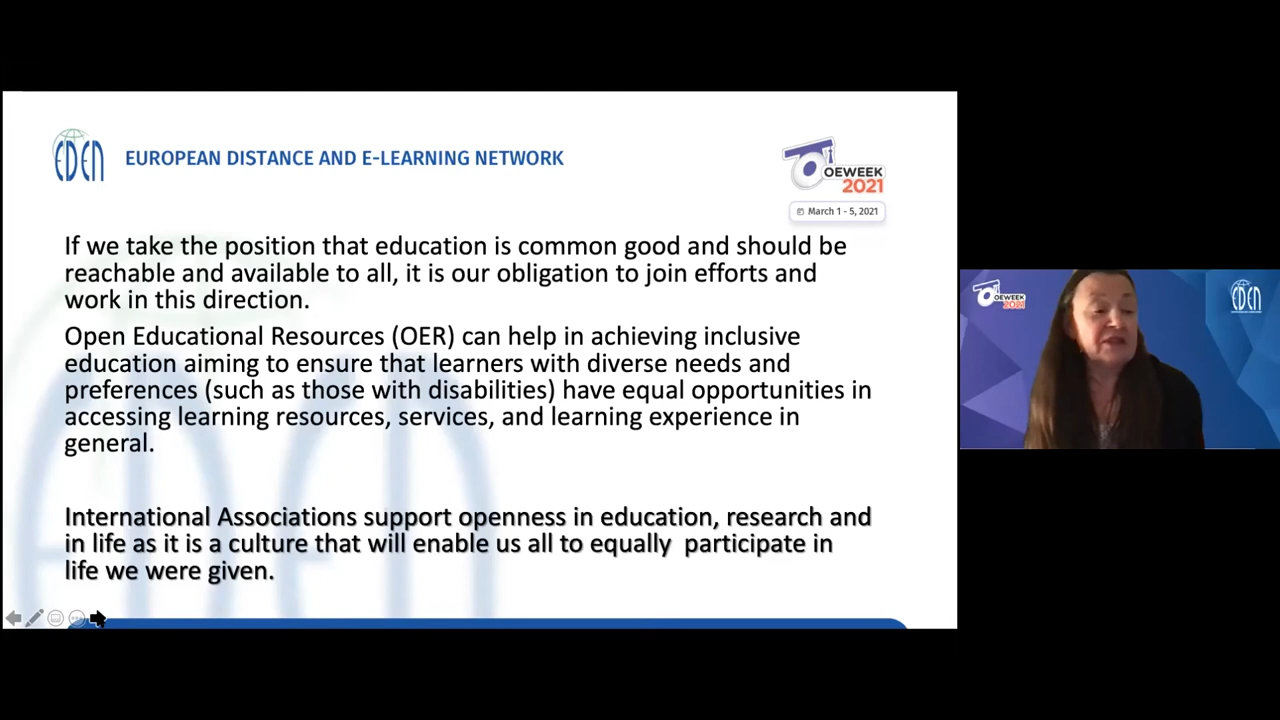 EDEN
EUROPEAN DISTANCE AND E-LEARNING NETWORK
OEWEEK
2021
March 1 - 5, 2021
If we take the position that education is common good and should be
reachable and available to all, it is our obligation to join efforts and
work in this direction.
Open Educational Resources (OER) can help in achieving inclusive
education aiming to ensure that learners with diverse needs and
preferences (such as those with disabilities) have equal opportunities in
accessing learning resources, services, and learning experience in
general.
International Associations support openness in education, research and
in life as it is a culture that will enable us all to equally  participate in
life we were given.
OEWEEK
2021
EDEN